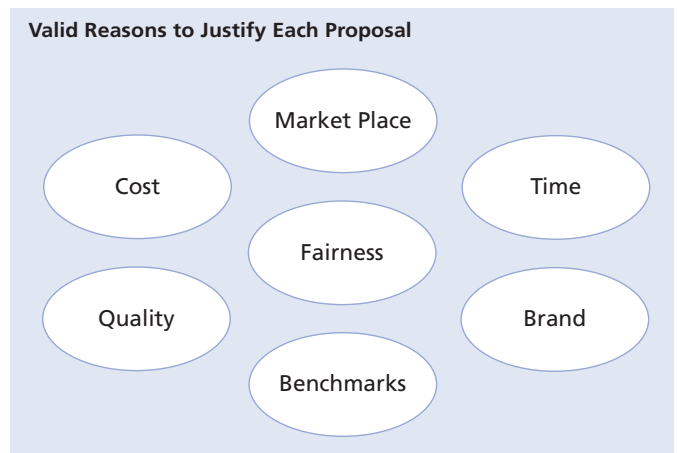 Valid Reasons to Justify Each Proposal
Market Place
Cost
Time
Fairness
Quality
Brand
Benchmarks